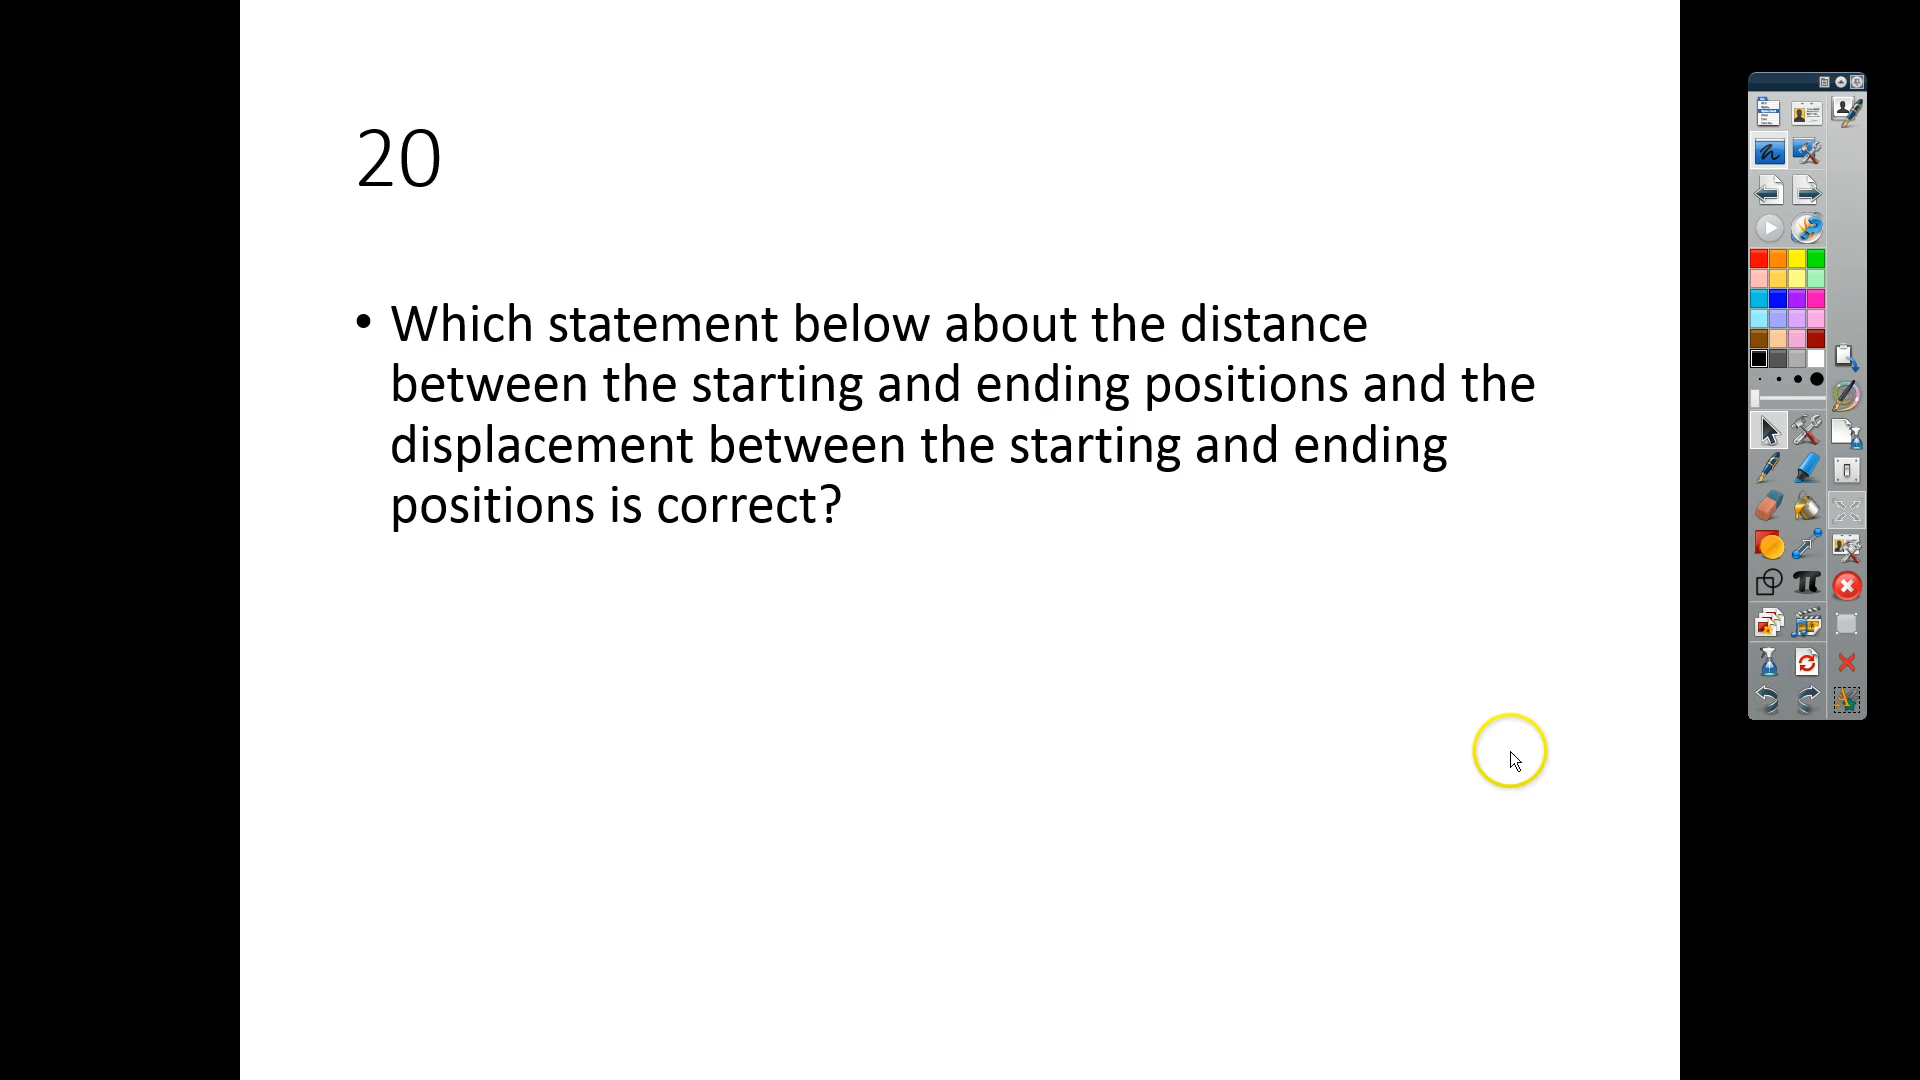 20
• Which statement below about the distance
between the starting and ending positions and the
displacement between the starting and ending
positions is correct?